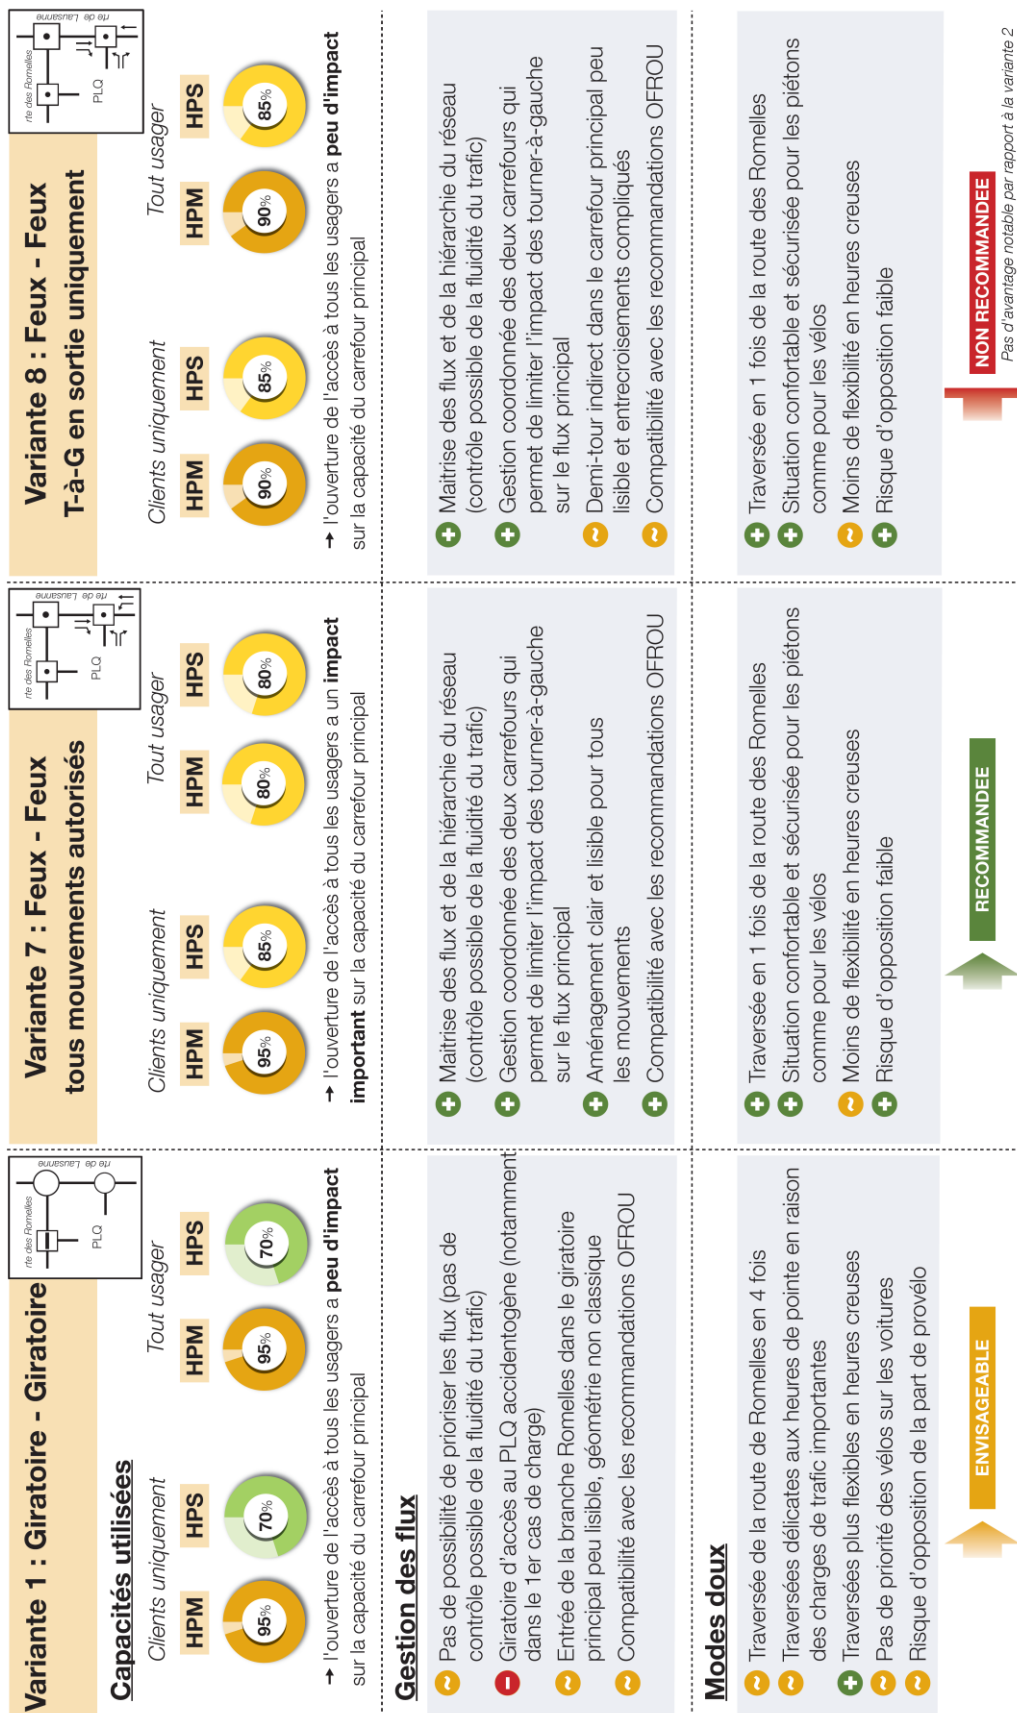 Variante 1 : Giratoire - Giratoire
rte des Romelles
rte de Lausanne
PLQ
Capacités utilisées
Clients uniquement
Tout usager
HPM
HPS
HPM
HPS
95%
70%
95%
70%
→ l'ouverture de l'accès à tous les usagers a peu d'impact
sur la capacité du carrefour principal
Gestion des flux
~ Pas de possibilité de prioriser les flux (pas de
contrôle possible de la fluidité du trafic)
- Giratoire d'accès au PLQ accidentogène (notamment
dans le 1er cas de charge)
~ Entrée de la branche Romelles dans le giratoire
principal peu lisible, géométrie non classique
~ Compatibilité avec les recommandations OFROU
Modes doux
~ Traversée de la route de Romelles en 4 fois
~ Traversées délicates aux heures de pointe en raison
des charges de trafic importantes
+ Traversées plus flexibles en heures creuses
~ Pas de priorité des vélos sur les voitures
~ Risque d'opposition de la part de provélo
ENVISAGEABLE
Variante 7 : Feux - Feux
tous mouvements autorisés
rte des Romelles
rte de Lausanne
PLQ
Clients uniquement
Tout usager
HPM
HPS
HPM
HPS
95%
85%
80%
80%
→ l'ouverture de l'accès à tous les usagers a un impact
important sur la capacité du carrefour principal
+ Maitrise des flux et de la hiérarchie du réseau
(contrôle possible de la fluidité du trafic)
+ Gestion coordonnée des deux carrefours qui
permet de limiter l'impact des tourner-à-gauche
sur le flux principal
+ Aménagement clair et lisible pour tous
les mouvements
+ Compatibilité avec les recommandations OFROU
+ Traversée en 1 fois de la route des Romelles
+ Situation confortable et sécurisée pour les piétons
comme pour les vélos
~ Moins de flexibilité en heures creuses
+ Risque d'opposition faible
RECOMMANDEE
Variante 8 : Feux - Feux
T-à-G en sortie uniquement
rte des Romelles
rte de Lausanne
PLQ
Clients uniquement
Tout usager
HPM
HPS
HPM
HPS
90%
85%
90%
85%
→ l'ouverture de l'accès à tous les usagers a peu d'impact
sur la capacité du carrefour principal
+ Maitrise des flux et de la hiérarchie du réseau
(contrôle possible de la fluidité du trafic)
+ Gestion coordonnée des deux carrefours qui
permet de limiter l'impact des tourner-à-gauche
sur le flux principal
~ Demi-tour indirect dans le carrefour principal peu
lisible et entrecroisements compliqués
~ Compatibilité avec les recommandations OFROU
+ Traversée en 1 fois de la route des Romelles
+ Situation confortable et sécurisée pour les piétons
comme pour les vélos
~ Moins de flexibilité en heures creuses
+ Risque d'opposition faible
NON RECOMMANDEE
Pas d'avantage notable par rapport à la variante 2